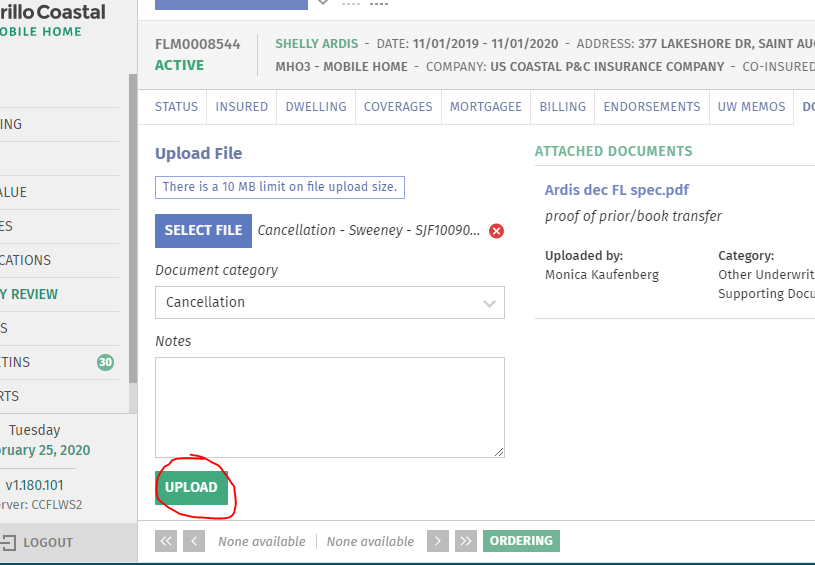 rillo Coastal
OBILE HOME
FLM0008544
ACTIVE
SHELLY ARDIS - DATE: 11/01/2019 - 11/01/2020 - ADDRESS: 377 LAKESHORE DR, SAINT AU
MHO3 - MOBILE HOME - COMPANY: US COASTAL P&C INSURANCE COMPANY - CO-INSURED
STATUS INSURED DWELLING COVERAGES MORTGAGEE BILLING ENDORSEMENTS UW MEMOS DO
ING
ALUE
ES
CATIONS
Y REVIEW
S
TINS 30
RTS
Tuesday
ruary 25, 2020
v1.180.101
erver: CCFLWS2
LOGOUT
Upload File
There is a 10 MB limit on file upload size.
SELECT FILE Cancellation - Sweeney - SJF10090...
Document category
Cancellation
Notes
UPLOAD
ATTACHED DOCUMENTS
Ardis dec FL spec.pdf
proof of prior/book transfer
Uploaded by: Category:
Monica Kaufenberg Other Underwrit
Supporting Docu
None available None available ORDERING